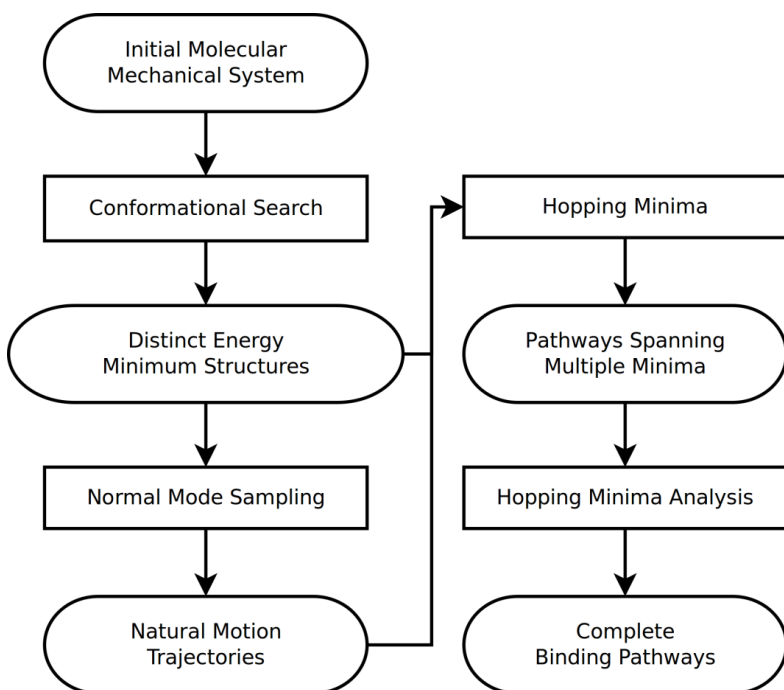 Initial Molecular
Mechanical System
Conformational Search
Distinct Energy
Minimum Structures
Normal Mode Sampling
Natural Motion
Trajectories
Hopping Minima
Pathways Spanning
Multiple Minima
Hopping Minima Analysis
Complete
Binding Pathways